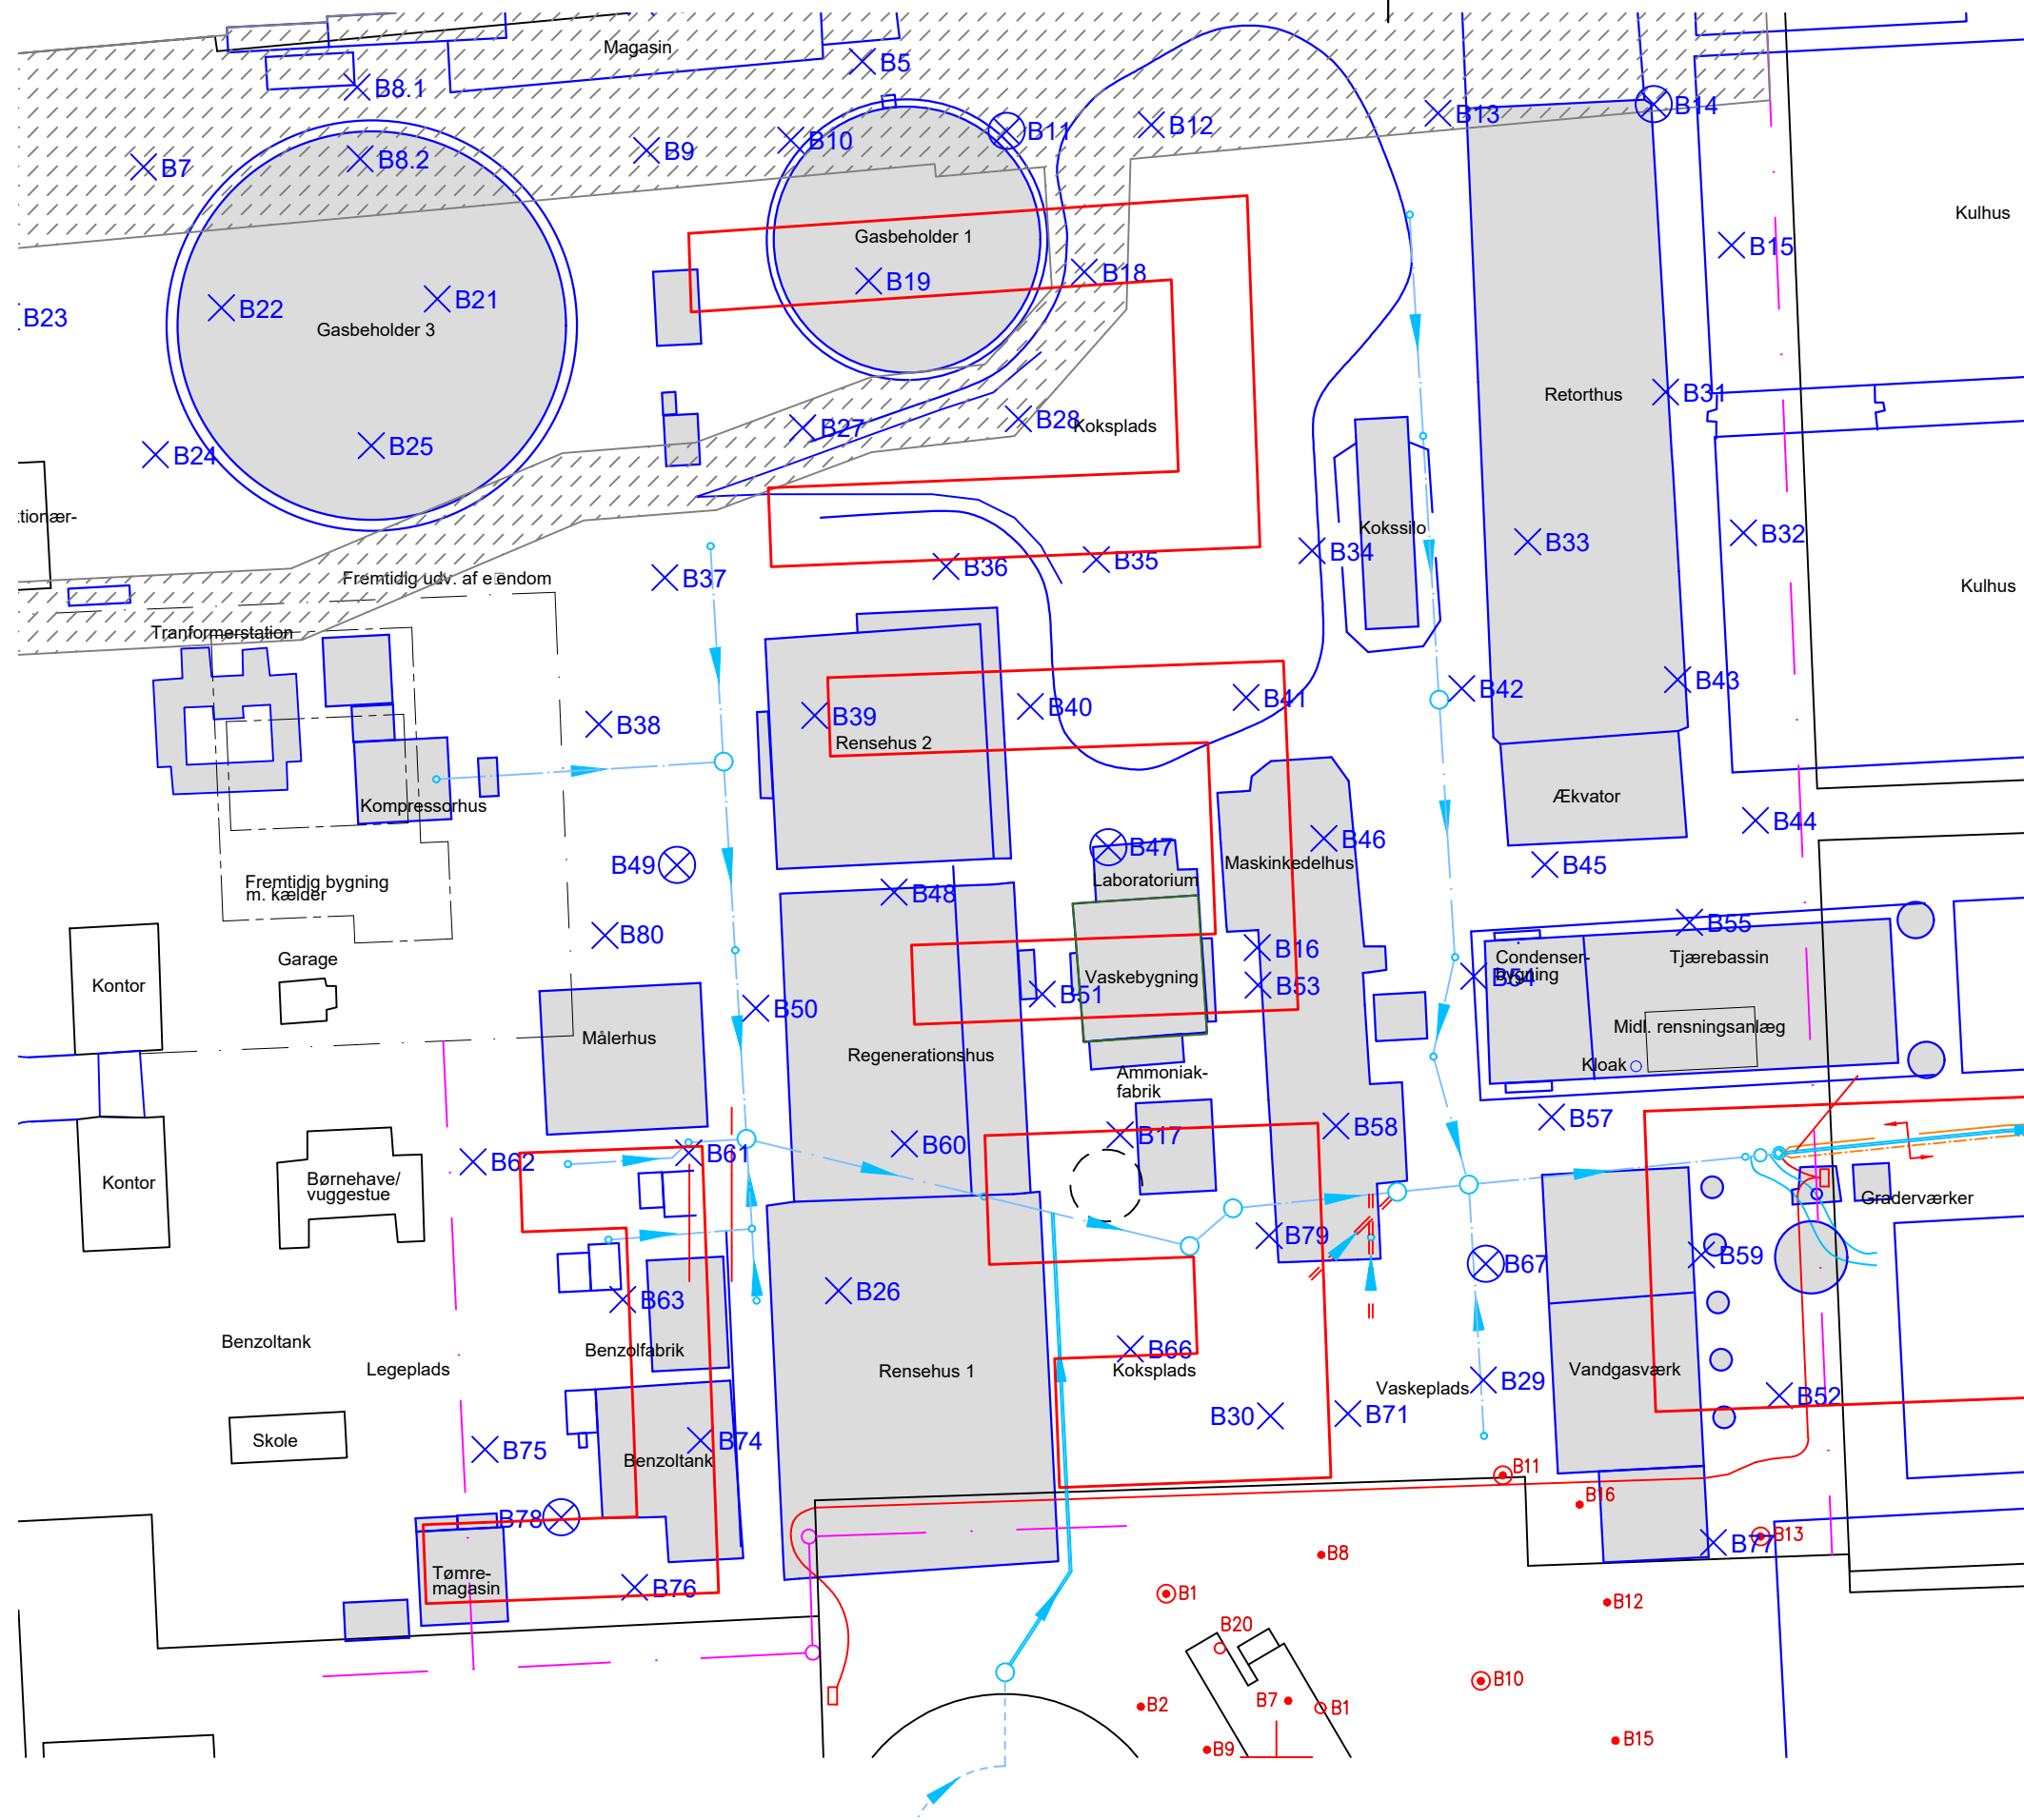 Magasin
B5
B8.1
B14
B13
B12
B11
B10
B9
B8.2
B7
Kulhus
Gasbeholder 1
B15
B18
B19
B21
B22
B23
Gasbeholder 3
Retorthus
B31
B28
Koksplads
B27
B25
B24
tionær-
Kokssilo
B32
B33
B34
B35
B36
B37
Fremtidig udv. af ejendom
Kulhus
Tranformerstation
B43
B42
B41
B40
B39
B38
Rensehus 2
Ækvator
Kompressorhus
B44
B46
B47
B45
Maskinkedelhus
B49
Laboratorium
Fremtidig bygning
m. kælder
B48
B55
B80
B16
Garage
Condenser-
bygning
Tjærebassin
B54
Vaskebygning
Kontor
B53
B51
B50
Midl. rensningsanlæg
Målerhus
Regenerationshus
Kloak
Ammoniak-
fabrik
B57
B58
B17
B60
B61
B62
Børnehave/
vuggestue
Kontor
Graderværker
B79
B59
B67
B26
B63
Benzoltank
Benzolfabrik
B66
Legeplads
Rensehus 1
Koksplads
Vandgasværk
B29
Vaskeplads
B52
B30
B71
Skole
B74
B75
Benzoltank
B11
B16
B78
B13
B77
B8
Tømre-
magasin
B76
B1
B12
B20
B10
B7
B1
B2
B15
B9